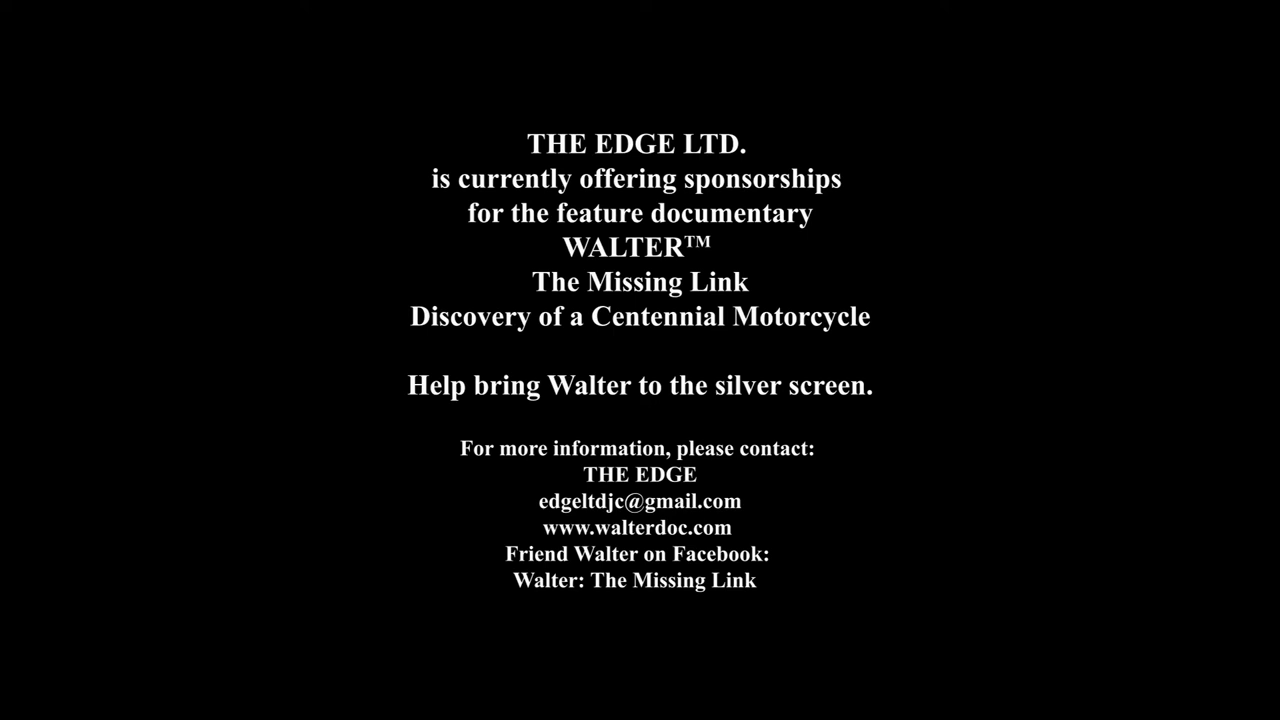 THE EDGE LTD.
is currently offering sponsorships
for the feature documentary
WALTER™
The Missing Link
Discovery of a Centennial Motorcycle
Help bring Walter to the silver screen.
For more information, please contact:
THE EDGE
edgeltdjc@gmail.com
www.walterdoc.com
Friend Walter on Facebook:
Walter: The Missing Link